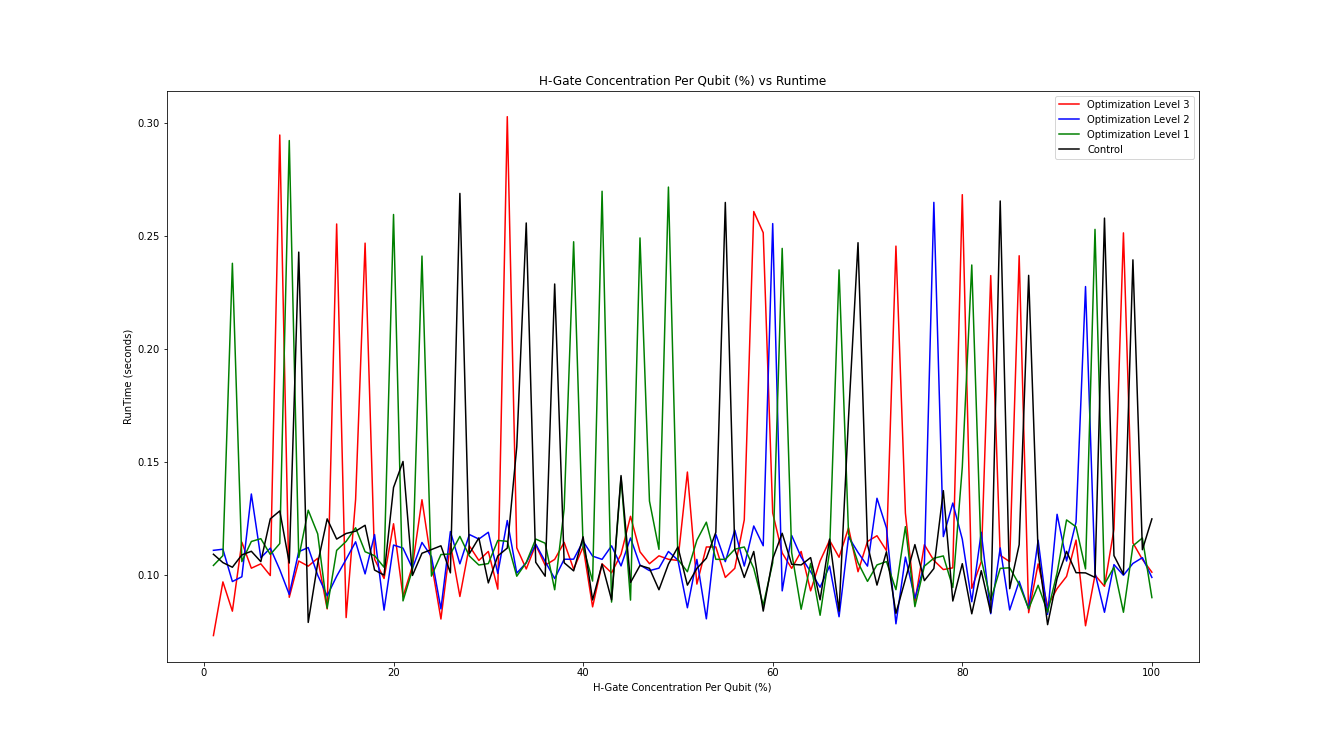 H-Gate Concentration Per Qubit (%) vs Runtime
Optimization Level 3
Optimization Level 2
Optimization Level 1
Control
RunTime (seconds)
0.30
0.25
0.20
0.15
0.10
0 20 40 60 80 100
H-Gate Concentration Per Qubit (%)